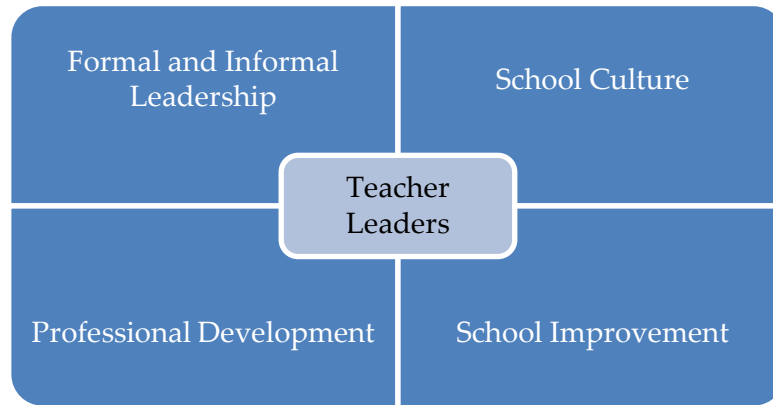 Formal and Informal
Leadership
School Culture
Teacher
Leaders
Professional Development
School Improvement